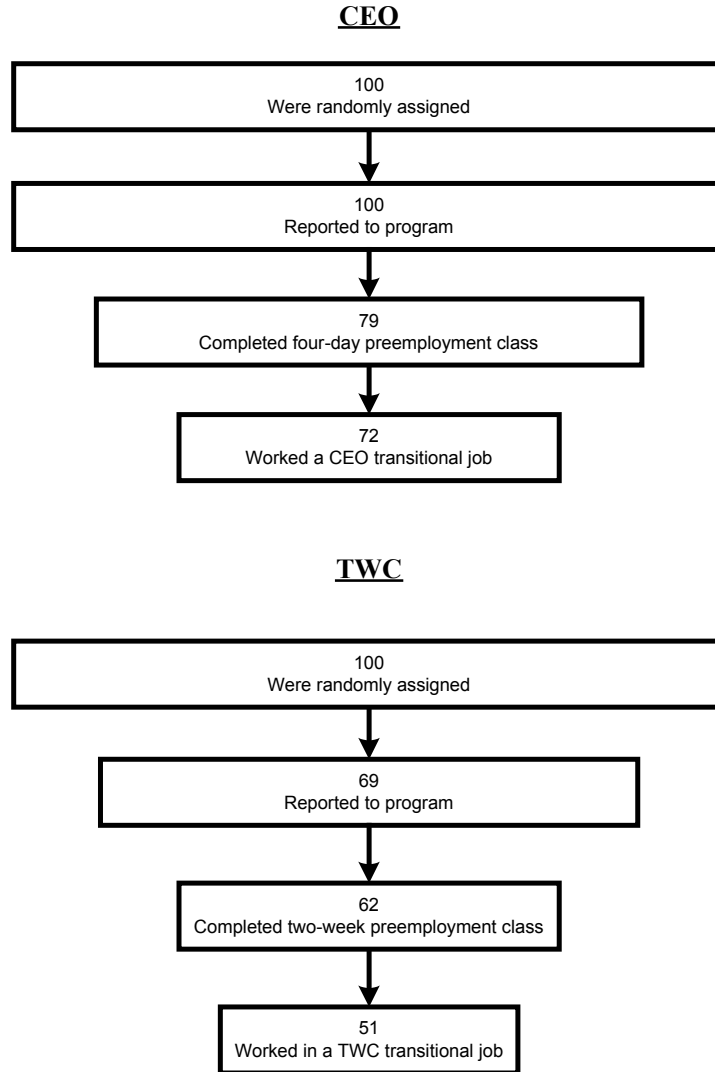 CEO
100
Were randomly assigned
100
Reported to program
79
Completed four-day preemployment class
72
Worked a CEO transitional job
TWC
100
Were randomly assigned
69
Reported to program
62
Completed two-week preemployment class
51
Worked in a TWC transitional job